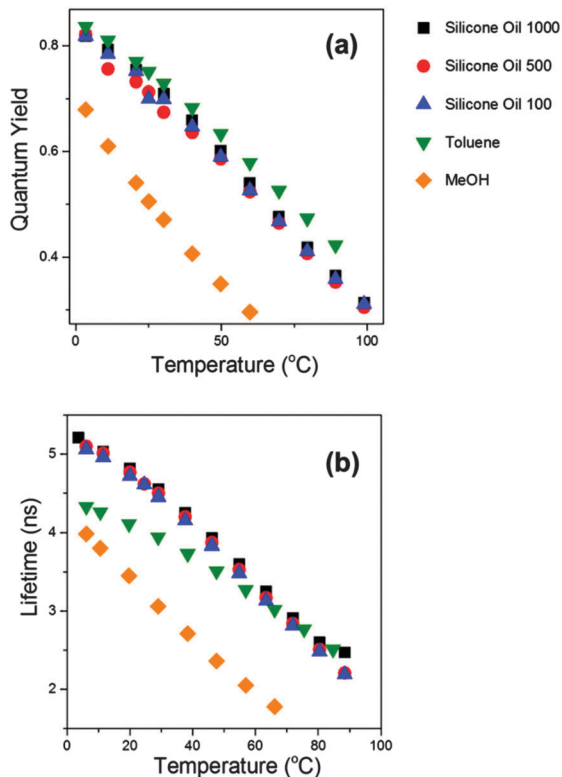 (a)
Silicone Oil 1000
Silicone Oil 500
Silicone Oil 100
Toluene
MeOH
Quantum Yield
0.8
0.6
0.4
0
50
100
Temperature (°C)
(b)
Lifetime (ns)
5
4
3
2
0
20
40
60
80
100
Temperature (°C)